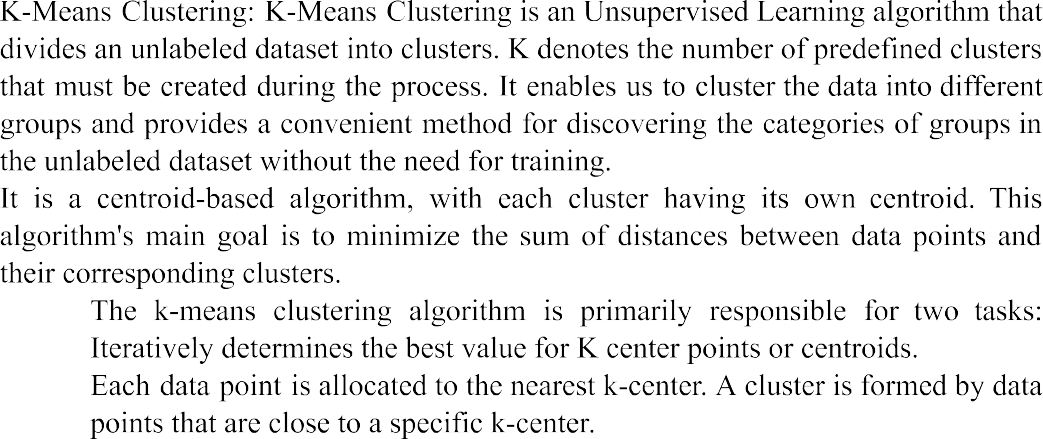 K-Means Clustering: K-Means Clustering is an Unsupervised Learning algorithm that
divides an unlabeled dataset into clusters. K denotes the number of predefined clusters
that must be created during the process. It enables us to cluster the data into different
groups and provides a convenient method for discovering the categories of groups in
the unlabeled dataset without the need for training.
It is a centroid-based algorithm, with each cluster having its own centroid. This
algorithm's main goal is to minimize the sum of distances between data points and
their corresponding clusters.
The k-means clustering algorithm is primarily responsible for two tasks:
Iteratively determines the best value for K center points or centroids.
Each data point is allocated to the nearest k-center. A cluster is formed by data
points that are close to a specific k-center.